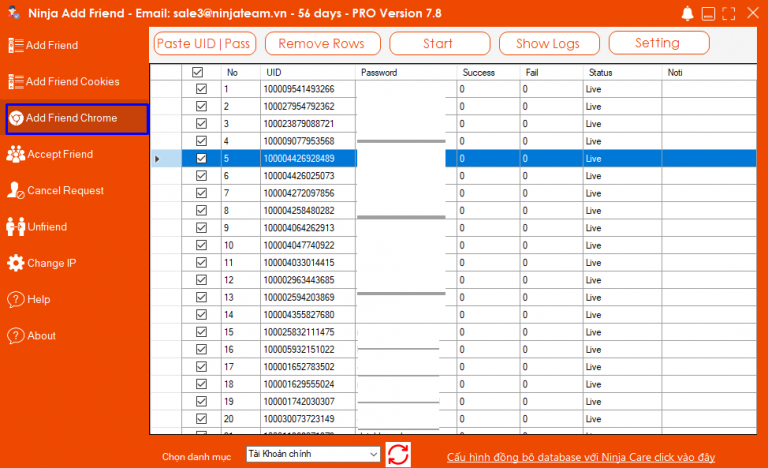 Ninja Add Friend - Email: sale3@ninjateam.vn - 56 days - PRO Version 7.8
Add Friend
Add Friend Cookies
Add Friend Chrome
Accept Friend
Cancel Request
Unfriend
Change IP
Help
About
Paste UID|Pass Remove Rows Start Show Logs Setting
No UID Password Success Fail Status Noti
1 100009541493266 0 0 Live
2 100027954792362 0 0 Live
3 100023879088721 0 0 Live
4 100009077953568 0 0 Live
5 100004426928489 0 0 Live
6 100004426025073 0 0 Live
7 100004272097856 0 0 Live
8 100004258480282 0 0 Live
9 100004064262913 0 0 Live
10 100004047740922 0 0 Live
11 100004033014415 0 0 Live
12 100002963443685 0 0 Live
13 100002594203869 0 0 Live
14 100004355827680 0 0 Live
15 100025832111475 0 0 Live
16 100005932151022 0 0 Live
17 100001652783502 0 0 Live
18 100001629555024 0 0 Live
19 100001742030307 0 0 Live
20 100030073723149 0 0 Live
Chọn danh mục Tài Khoản chính Cấu hình đồng bộ database với Ninja Care click vào đây